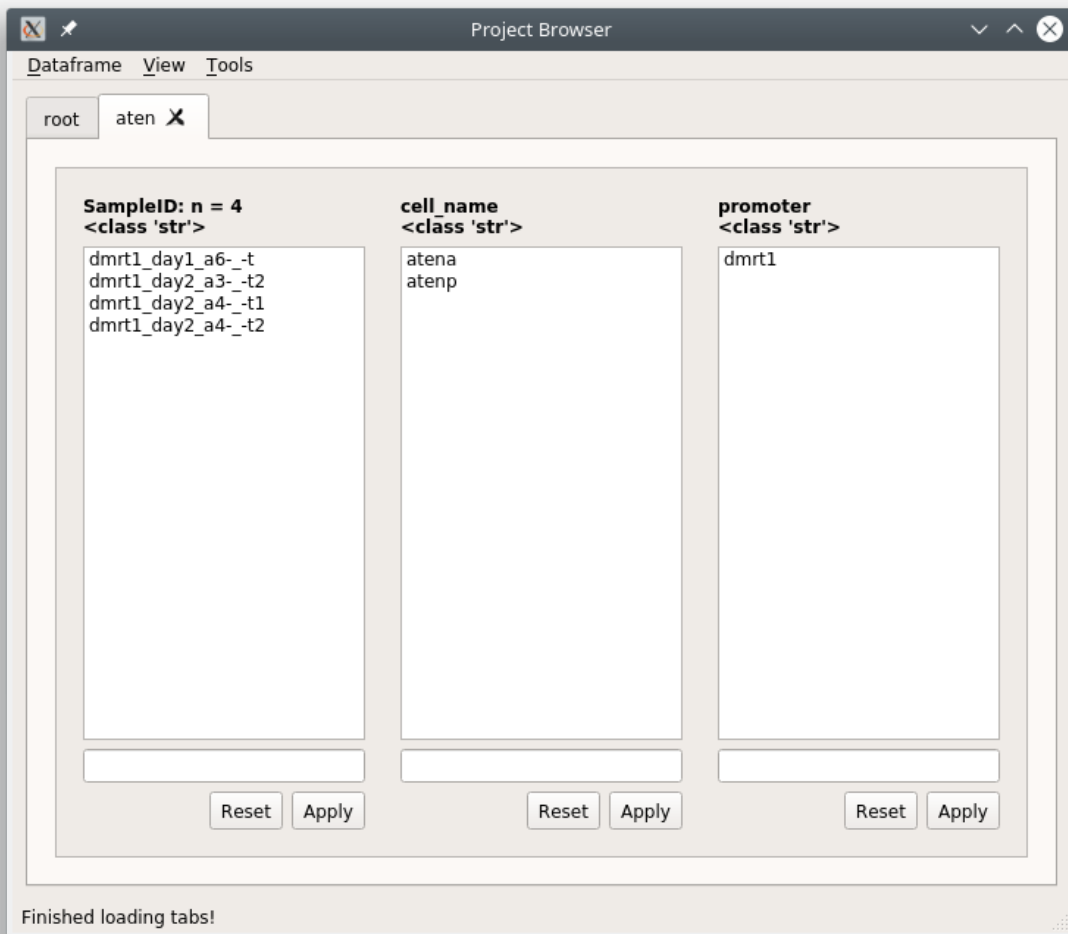 Project Browser
Dataframe View Tools
root aten
SampleID: n = 4
<class 'str'>
dmrt1_day1_a6-_-t
dmrt1_day2_a3-_-t2
dmrt1_day2_a4-_-t1
dmrt1_day2_a4-_-t2
Reset Apply
cell_name
<class 'str'>
atena
atenp
Reset Apply
promoter
<class 'str'>
dmrt1
Reset Apply
Finished loading tabs!